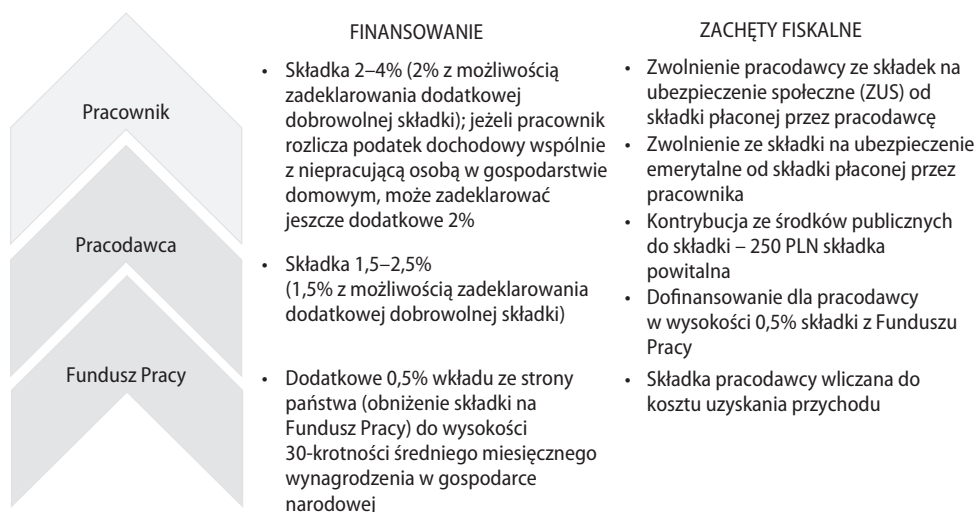 FINANSOWANIE
ZACHĘTY FISKALNE
Pracownik
Pracodawca
Fundusz Pracy
• Składka 2–4% (2% z możliwością
zadeklarowania dodatkowej
dobrowolnej składki); jeżeli pracownik
rozlicza podatek dochodowy wspólnie
z niepracującą osobą w gospodarstwie
domowym, może zadeklarować
jeszcze dodatkowe 2%
• Składka 1,5–2,5%
(1,5% z możliwością zadeklarowania
dodatkowej dobrowolnej składki)
• Dodatkowe 0,5% wkładu ze strony
państwa (obniżenie składki na
Fundusz Pracy) do wysokości
30-krotności średniego miesięcznego
wynagrodzenia w gospodarce
narodowej
• Zwolnienie pracodawcy ze składek na
ubezpieczenie społeczne (ZUS) od
składki płaconej przez pracodawcę
• Zwolnienie ze składki na ubezpieczenie
emerytalne od składki płaconej przez
pracownika
• Kontrybucja ze środków publicznych
do składki – 250 PLN składka
powitalna
• Dofinansowanie dla pracodawcy
w wysokości 0,5% składki z Funduszu
Pracy
• Składka pracodawcy wliczana do
kosztu uzyskania przychodu